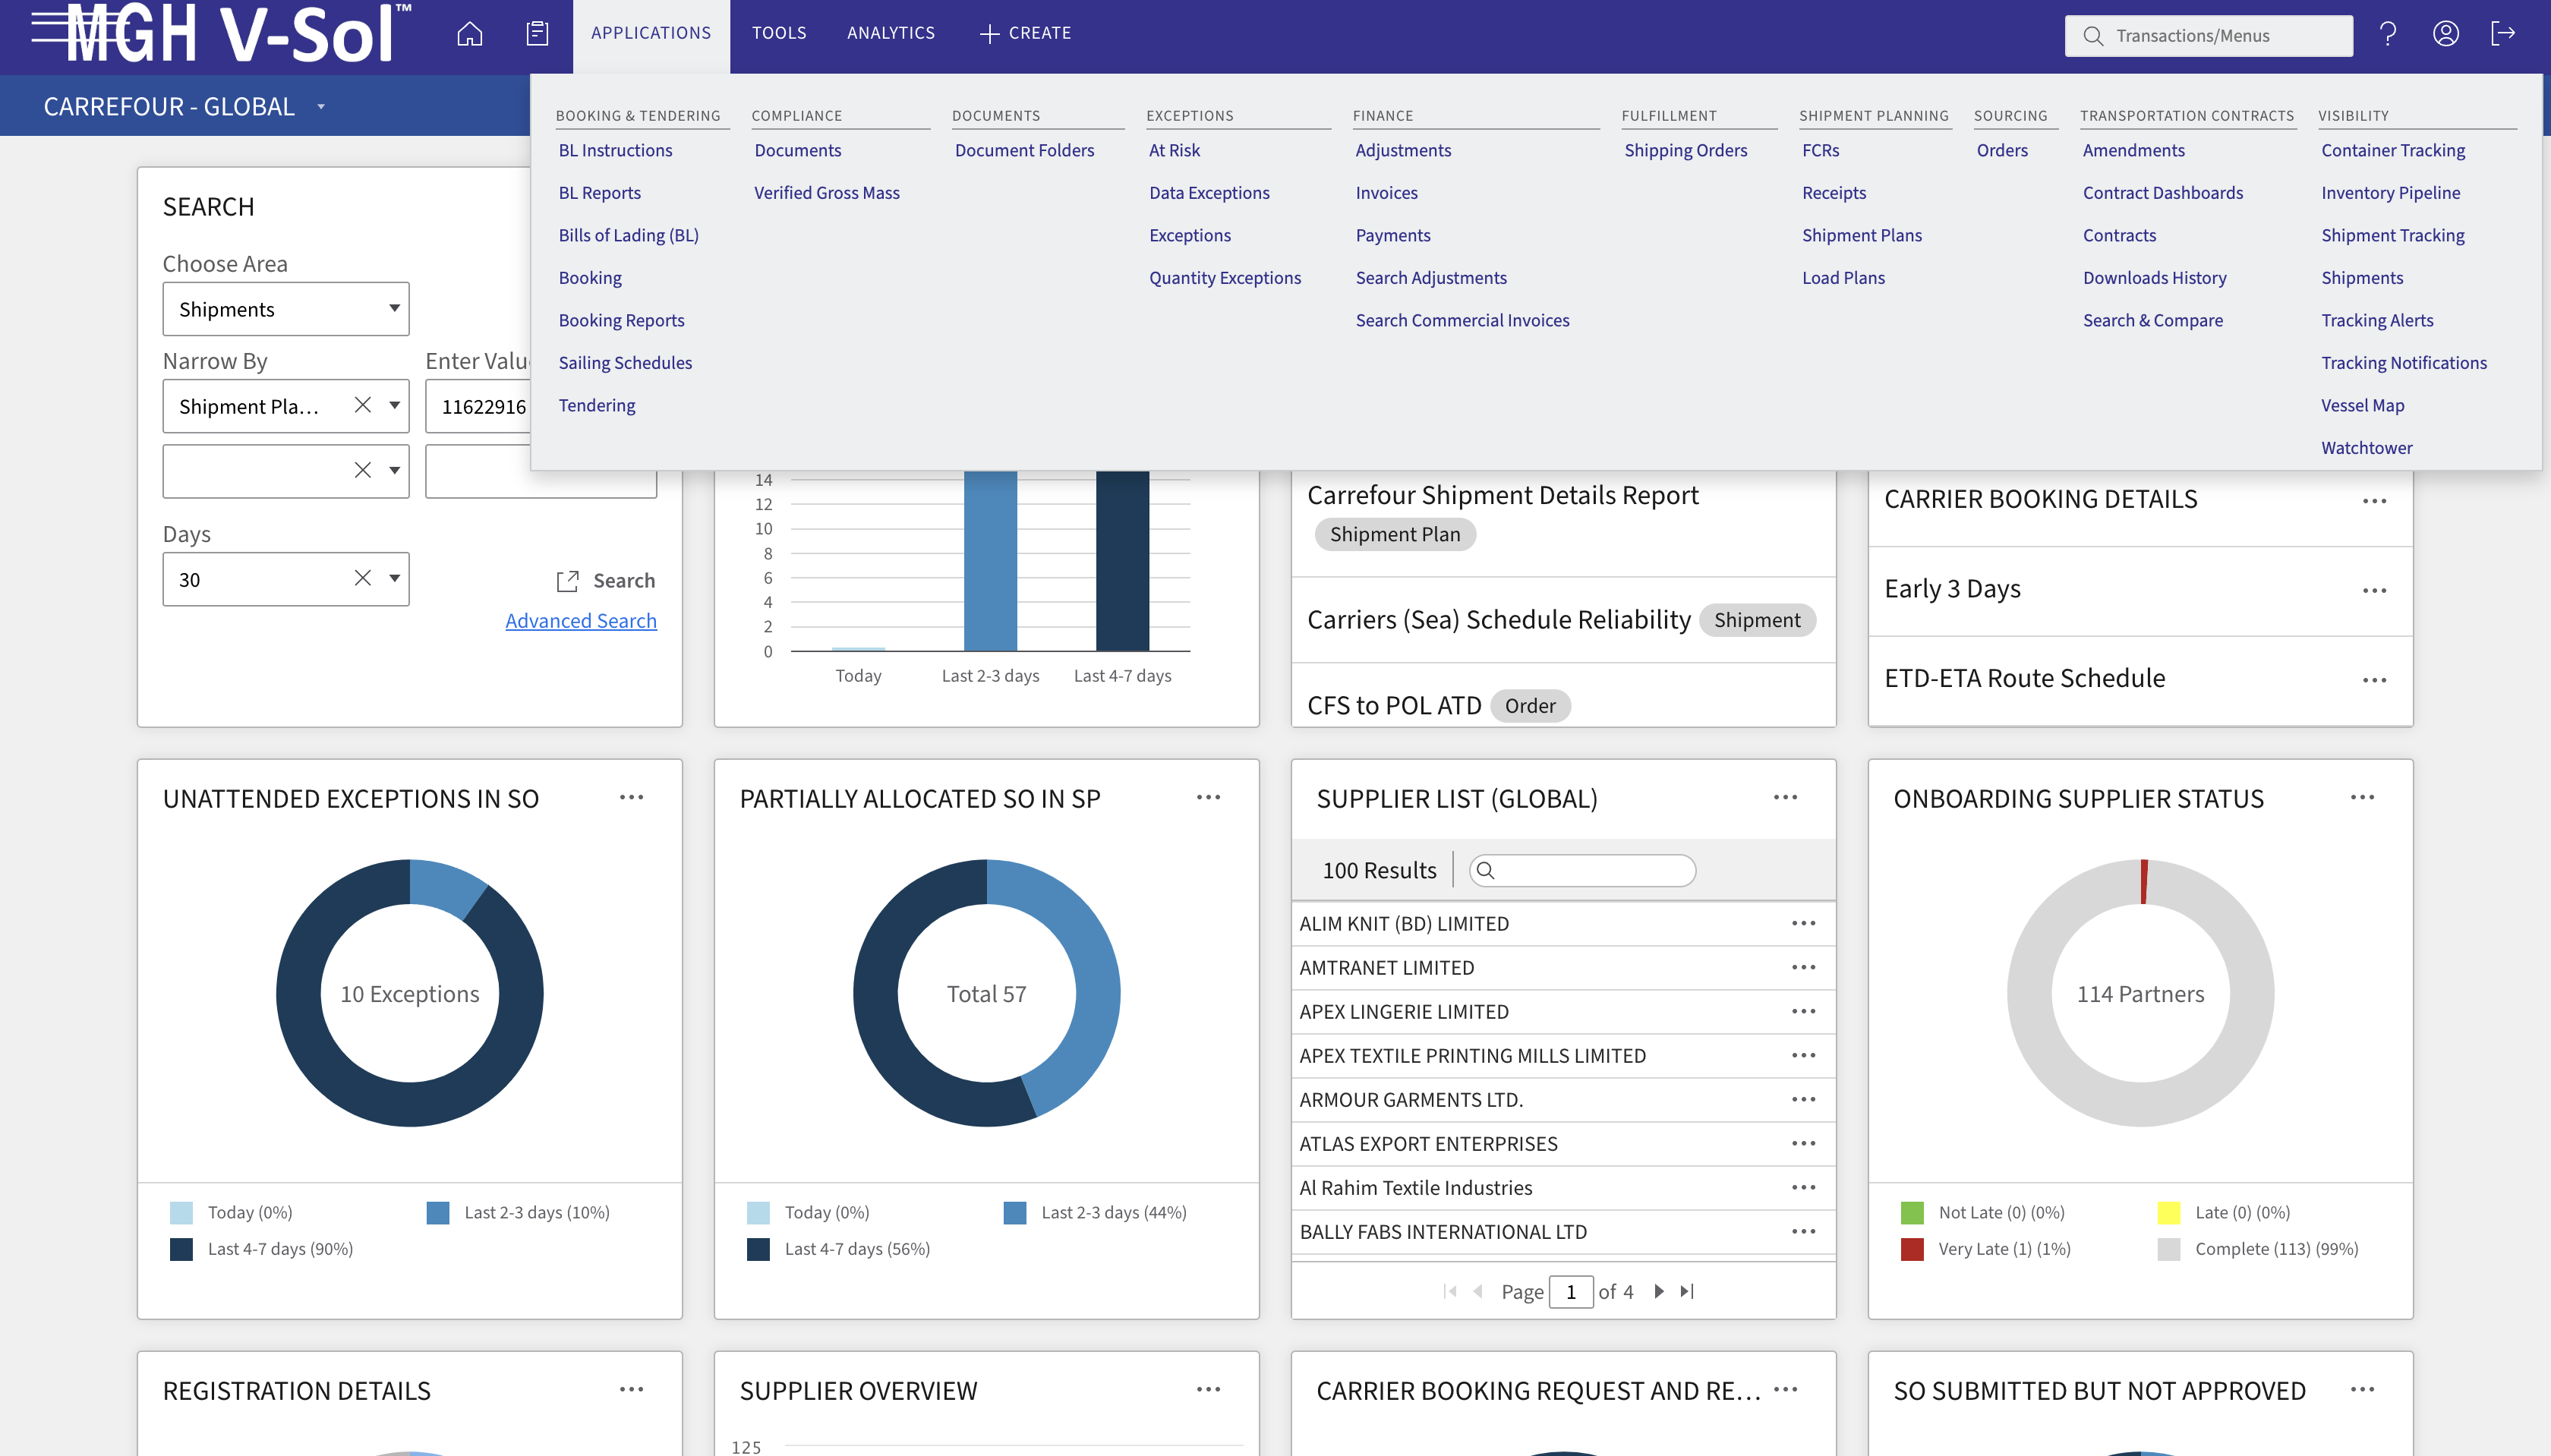 MGH V-Sol™
APPLICATIONS
TOOLS
ANALYTICS
CREATE
Transactions/Menus
CARREFOUR - GLOBAL
BOOKING & TENDERING
BL Instructions
BL Reports
Bills of Lading (BL)
Booking
Booking Reports
Sailing Schedules
Tendering
COMPLIANCE
Documents
Verified Gross Mass
DOCUMENTS
Document Folders
EXCEPTIONS
At Risk
Data Exceptions
Exceptions
Quantity Exceptions
FINANCE
Adjustments
Invoices
Payments
Search Adjustments
Search Commercial Invoices
FULFILLMENT
Shipping Orders
SHIPMENT PLANNING
FCRs
Receipts
Shipment Plans
Load Plans
SOURCING
Orders
TRANSPORTATION CONTRACTS
Amendments
Contract Dashboards
Contracts
Downloads History
Search & Compare
VISIBILITY
Container Tracking
Inventory Pipeline
Shipment Tracking
Shipments
Tracking Alerts
Tracking Notifications
Vessel Map
Watchtower
SEARCH
Choose Area
Shipments
Narrow By
Enter Valu
Shipment Pla...
11622916
Days
30
Search
Advanced Search
14
12
10
8
6
4
2
0
Today
Last 2-3 days
Last 4-7 days
Carrefour Shipment Details Report
Shipment Plan
Carriers (Sea) Schedule Reliability
Shipment
CFS to POL ATD
Order
CARRIER BOOKING DETAILS
Early 3 Days
ETD-ETA Route Schedule
UNATTENDED EXCEPTIONS IN SO
10 Exceptions
Today (0%)
Last 2-3 days (10%)
Last 4-7 days (90%)
PARTIALLY ALLOCATED SO IN SP
Total 57
Today (0%)
Last 2-3 days (44%)
Last 4-7 days (56%)
SUPPLIER LIST (GLOBAL)
100 Results
ALIM KNIT (BD) LIMITED
AMTRANET LIMITED
APEX LINGERIE LIMITED
APEX TEXTILE PRINTING MILLS LIMITED
ARMOUR GARMENTS LTD.
ATLAS EXPORT ENTERPRISES
Al Rahim Textile Industries
BALLY FABS INTERNATIONAL LTD
Page 1 of 4
ONBOARDING SUPPLIER STATUS
114 Partners
Not Late (0) (0%)
Late (0) (0%)
Very Late (1) (1%)
Complete (113) (99%)
REGISTRATION DETAILS
SUPPLIER OVERVIEW
125
CARRIER BOOKING REQUEST AND RE...
SO SUBMITTED BUT NOT APPROVED